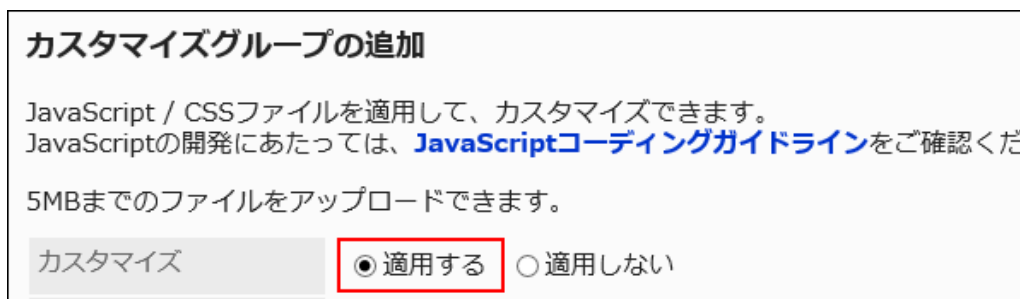 カスタマイズグループの追加
JavaScript / CSSファイルを適用して、カスタマイズできます。
JavaScriptの開発にあたっては、JavaScriptコーディングガイドラインをご確認くだ
5MBまでのファイルをアップロードできます。
カスタマイズ 適用する 適用しない